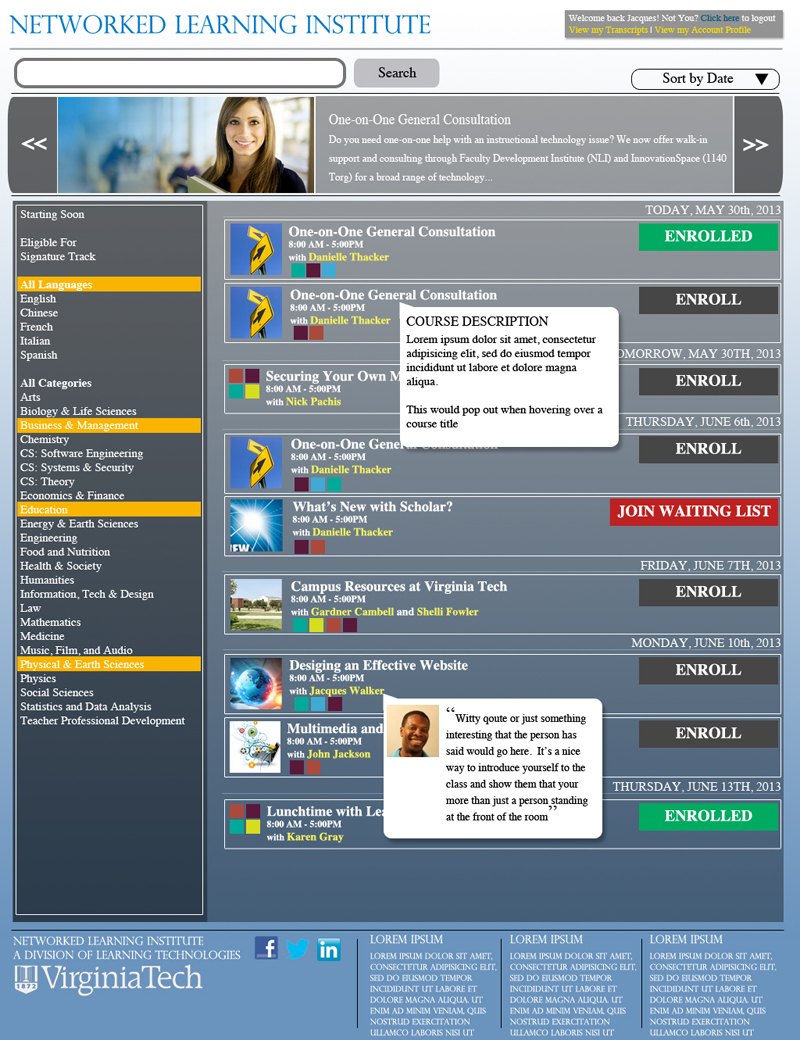 NETWORKED LEARNING INSTITUTE
Welcome back Jacques! Not You? Click here to logout
View my Transcripts | View my Account Profile
Search
Sort by Date ▼
<<
One-on-One General Consultation
Do you need one-on-one help with an instructional technology issue? We now offer walk-in
support and consulting through Faculty Development Institute (NLI) and InnovationSpace (1140
Torg) for a broad range of technology...
>>
Starting Soon
Eligible For
Signature Track
All Languages
English
Chinese
French
Italian
Spanish
All Categories
Arts
Biology & Life Sciences
Business & Management
Chemistry
CS: Software Engineering
CS: Systems & Security
CS: Theory
Economics & Finance
Education
Energy & Earth Sciences
Engineering
Food and Nutrition
Health & Society
Humanities
Information, Tech & Design
Law
Mathematics
Medicine
Music, Film, and Audio
Physical & Earth Sciences
Physics
Social Sciences
Statistics and Data Analysis
Teacher Professional Development
TODAY, MAY 30th, 2013
One-on-One General Consultation
8:00 AM - 5:00PM
with Danielle Thacker
ENROLLED
One-on-One General Consultation
8:00 AM - 5:00PM
with Danielle Thacker
ENROLL
COURSE DESCRIPTION
Lorem ipsum dolor sit amet, consectetur
adipisicing elit, sed do eiusmod tempor
incididunt ut labore et dolore magna
aliqua.
This would pop out when hovering over a
course title
OMORROW, MAY 30TH, 2013
Securing Your Own M
8:00 AM - 5:00PM
with Nick Pachis
ENROLL
THURSDAY, JUNE 6th, 2013
One-on-One General Consultation
8:00 AM - 5:00PM
with Danielle Thacker
ENROLL
EW
What's New with Scholar?
8:00 AM - 5:00PM
with Danielle Thacker
JOIN WAITING LIST
FRIDAY, JUNE 7TH, 2013
Campus Resources at Virginia Tech
8:00 AM - 5:00PM
with Gardner Cambell and Shelli Fowler
ENROLL
MONDAY, JUNE 10th, 2013
Desiging an Effective Website
8:00 AM - 5:00PM
with Jacques Walker
ENROLL
Multimedia and
8:00 AM - 5:00PM
with John Jackson
ENROLL
“Witty qoute or just something
interesting that the person has
said would go here. It's a nice
way to introduce yourself to the
class and show them that your
more than just a person standing
at the front of the room”
THURSDAY, JUNE 13TH, 2013
Lunchtime with Lea
8:00 AM - 5:00PM
with Karen Gray
ENROLLED
NETWORKED LEARNING INSTITUTE
A DIVISION OF LEARNING TECHNOLOGIES
1872
VirginiaTech
f
in
LOREM IPSUM
LOREM IPSUM DOLOR SIT AMET,
CONSECTETUR ADIPISICING ELIT,
SED DO EIUSMOD TEMPOR
INCIDIDUNT UT LABORE ET
DOLORE MAGNA ALIQUA. UT
ENIM AD MINIM VENIAM, QUIS
NOSTRUD EXERCITATION
ULLAMCO LABORIS NISI UT
LOREM IPSUM
LOREM IPSUM DOLOR SIT AMET,
CONSECTETUR ADIPISICING ELIT,
SED DO EIUSMOD TEMPOR
INCIDIDUNT UT LABORE ET
DOLORE MAGNA ALIQUA. UT
ENIM AD MINIM VENIAM, QUIS
NOSTRUD EXERCITATION
ULLAMCO LABORIS NISI UT
LOREM IPSUM
LOREM IPSUM DOLOR SIT AMET,
CONSECTETUR ADIPISICING ELIT,
SED DO EIUSMOD TEMPOR
INCIDIDUNT UT LABORE ET
DOLORE MAGNA ALIQUA. UT
ENIM AD MINIM VENIAM, QUIS
NOSTRUD EXERCITATION
ULLAMCO LABORIS NISI UT